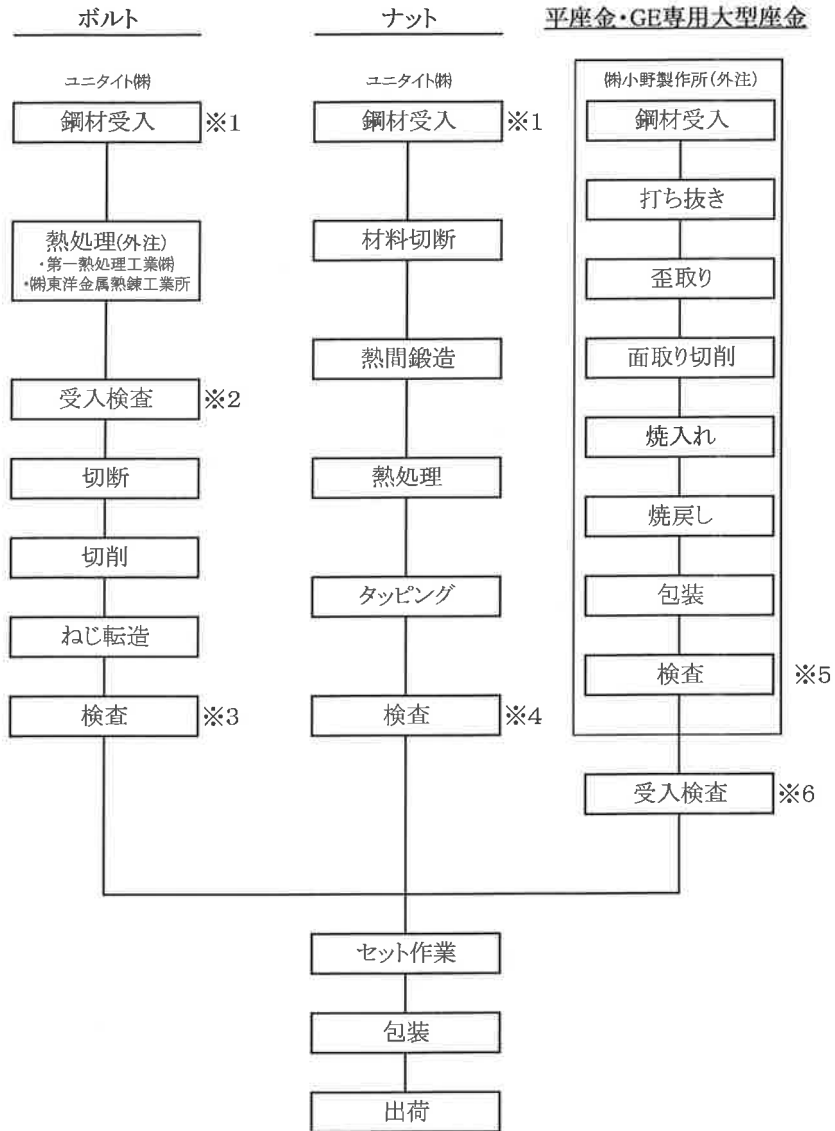 ボルト
ユニタイト㈱
鋼材受入 ※1
熱処理(外注)
・第一熱処理工業㈱
・㈱東洋金属熱錬工業所
受入検査 ※2
切断
切削
ねじ転造
検査 ※3
ナット
ユニタイト㈱
鋼材受入 ※1
材料切断
熱間鍛造
熱処理
タッピング
検査 ※4
平座金・GE専用大型座金
㈱小野製作所(外注)
鋼材受入
打ち抜き
歪取り
面取り切削
焼入れ
焼戻し
包装
検査 ※5
受入検査 ※6
セット作業
包装
出荷